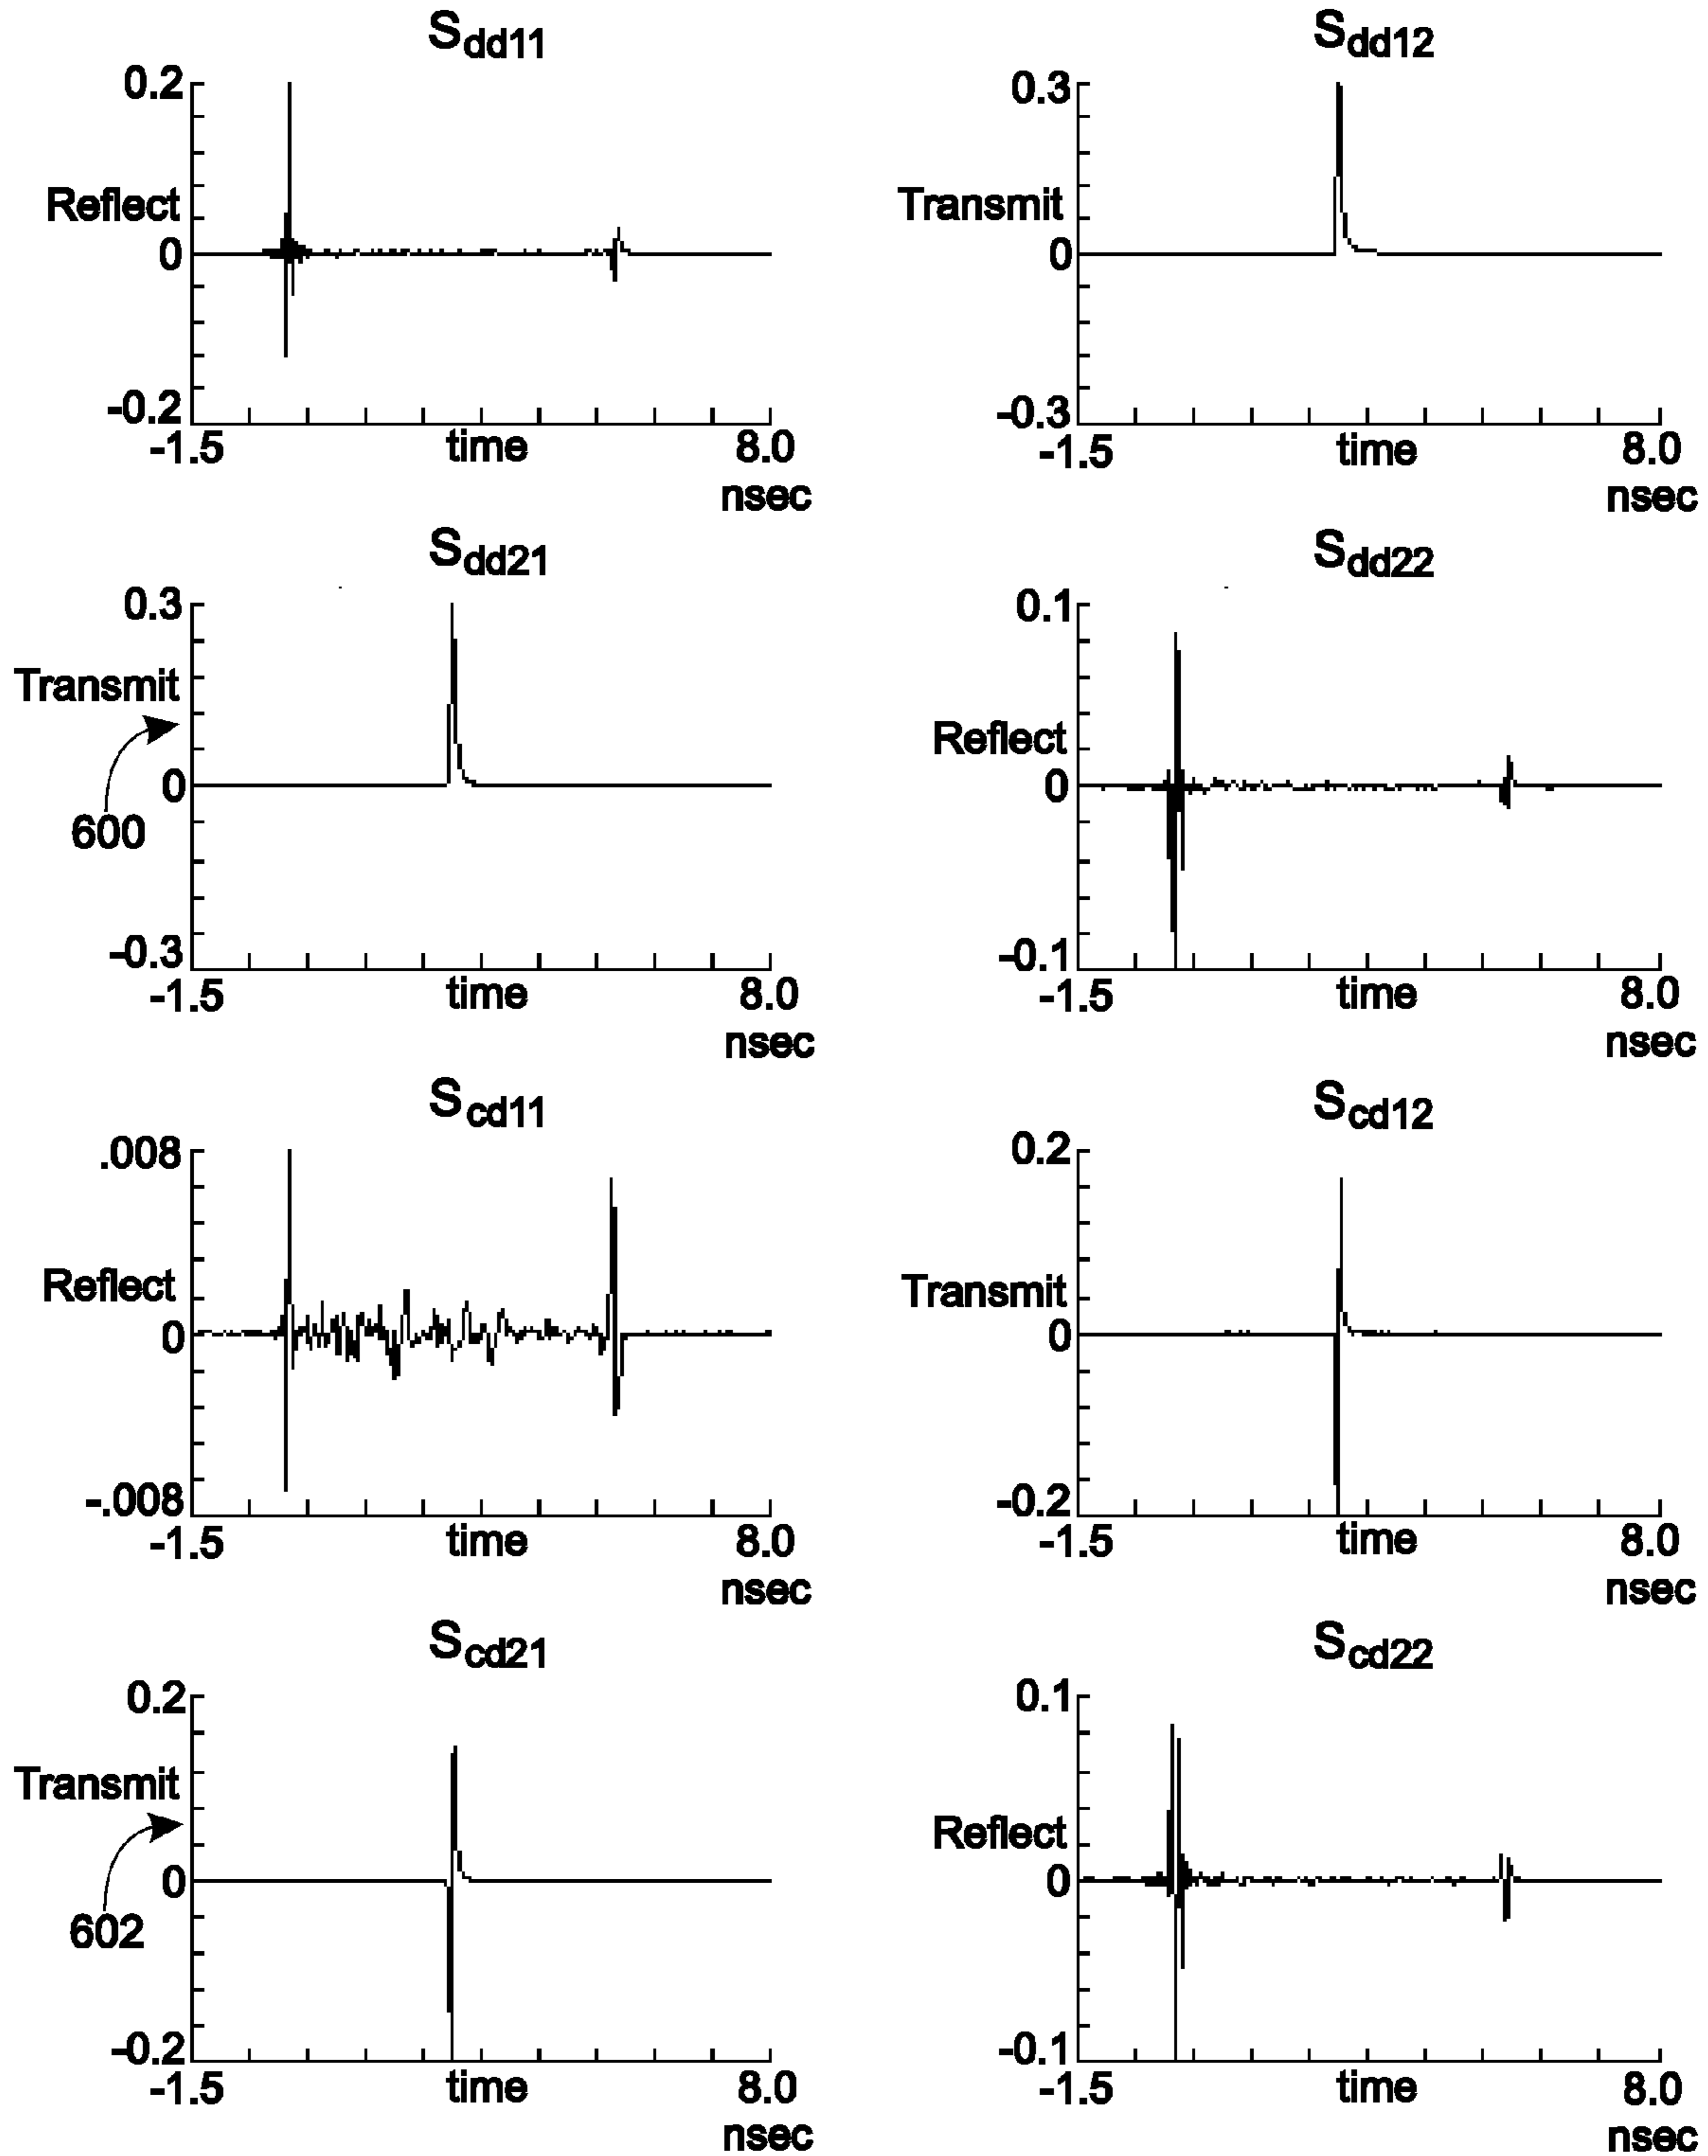 Sdd11
0.2
Reflect
0
-0.2
-1.5
time
8.0
nsec
Sdd12
0.3
Transmit
0
-0.3
-1.5
time
8.0
nsec
Sdd21
0.3
Transmit
600
0
-0.3
-1.5
time
8.0
nsec
Sdd22
0.1
Reflect
0
-0.1
-1.5
time
8.0
nsec
Scd11
.008
Reflect
0
-.008
-1.5
time
8.0
nsec
Scd12
0.2
Transmit
0
-0.2
-1.5
time
8.0
nsec
Scd21
0.2
Transmit
0
602
-0.2
-1.5
time
8.0
nsec
Scd22
0.1
Reflect
0
-0.1
-1.5
time
8.0
nsec